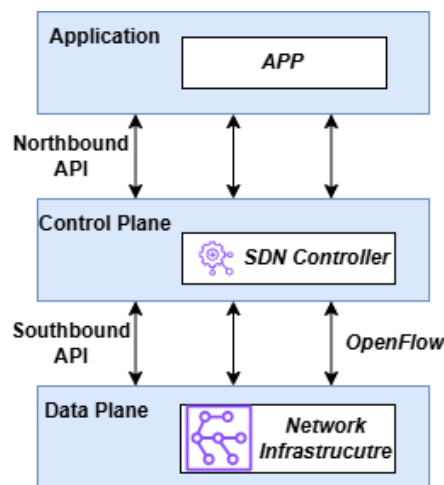 Application
APP
Northbound
API
Control Plane
SDN Controller
Southbound
API
OpenFlow
Data Plane
Network
Infrastrucutre